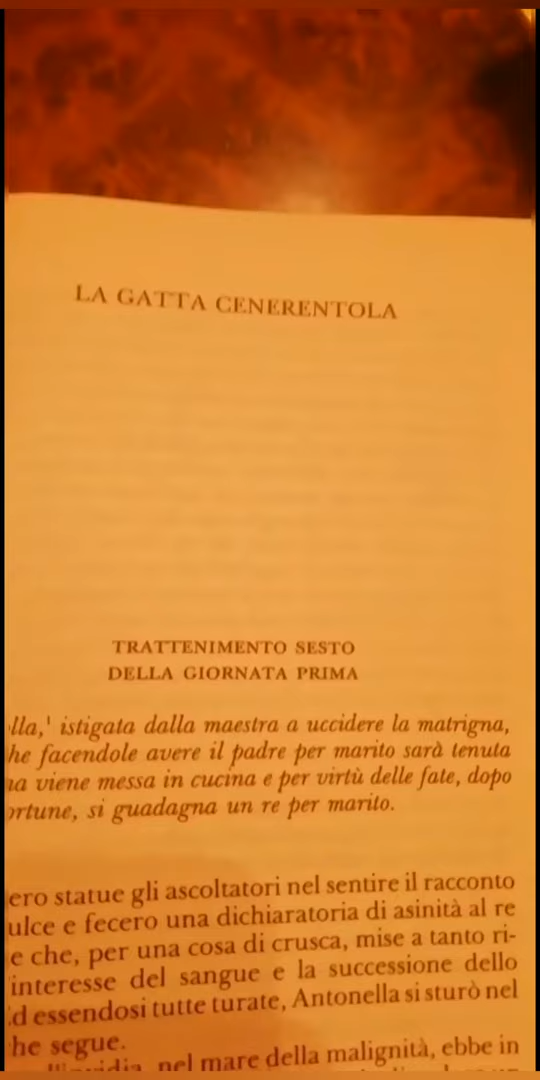 LA GATTA CENERENTOLA
TRATTENIMENTO SESTO
DELLA GIORNATA PRIMA
lla,¹ istigata dalla maestra a uccidere la matrigna,
he facendole avere il padre per marito sarà tenuta
na viene messa in cucina e per virtù delle fate, dopo
ortune, si guadagna un re per marito.
ero statue gli ascoltatori nel sentire il racconto
ulce e fecero una dichiaratoria di asinità al re
e che, per una cosa di crusca, mise a tanto ri-
interesse del sangue e la successione dello
d essendosi tutte turate, Antonella si sturò nel
he segue.
nel mare della malignità, ebbe in